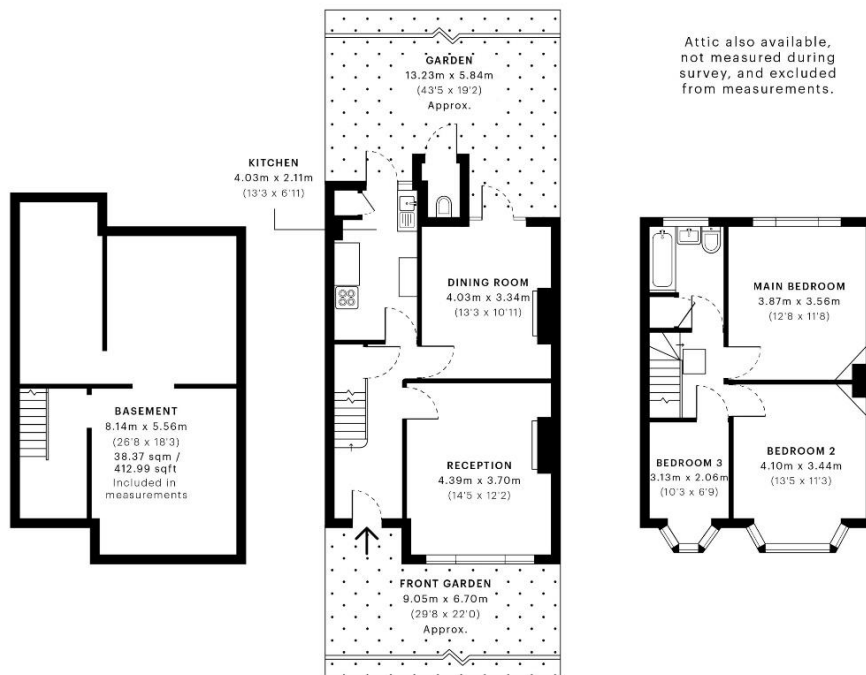 Attic also available,
not measured during
survey, and excluded
from measurements.
GARDEN
13.23m x 5.84m
(43'5 x 19'2)
Approx.
KITCHEN
4.03m x 2.11m
(13'3 x 6'11)
DINING ROOM
4.03m x 3.34m
(13'3 x 10'11)
MAIN BEDROOM
3.87m x 3.56m
(12'8 x 11'8)
BASEMENT
8.14m x 5.56m
(26'8 x 18'3)
38.37 sqm /
412.99 sqft
Included in
measurements
RECEPTION
4.39m x 3.70m
(14'5 x 12'2)
BEDROOM 3
3.13m x 2.06m
(10'3 x 6'9)
BEDROOM 2
4.10m x 3.44m
(13'5 x 11'3)
FRONT GARDEN
9.05m x 6.70m
(29'8 x 22'0)
Approx.